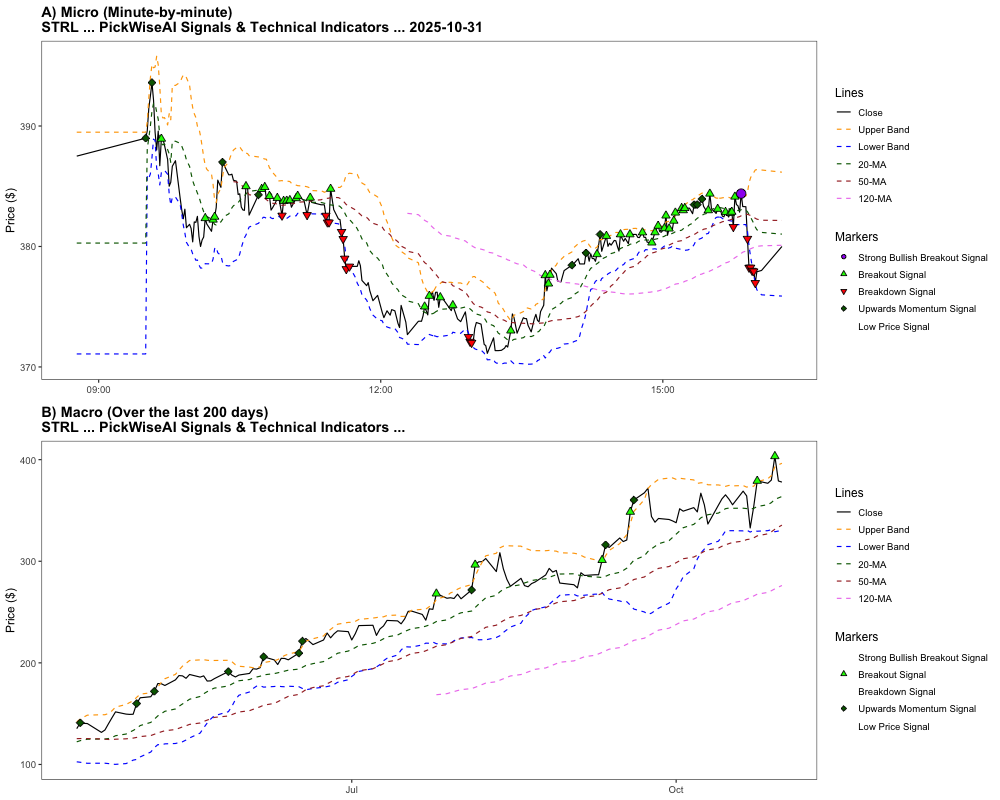 A) Micro (Minute-by-minute)
STRL ... PickWiseAI Signals & Technical Indicators ... 2025-10-31
Price ($)
390
380
370
09:00
12:00
15:00
Lines
Close
Upper Band
Lower Band
20-MA
50-MA
120-MA
Markers
Strong Bullish Breakout Signal
Breakout Signal
Breakdown Signal
Upwards Momentum Signal
Low Price Signal
B) Macro (Over the last 200 days)
STRL ... PickWiseAI Signals & Technical Indicators ...
Price ($)
400
300
200
100
Jul
Oct
Lines
Close
Upper Band
Lower Band
20-MA
50-MA
120-MA
Markers
Strong Bullish Breakout Signal
Breakout Signal
Breakdown Signal
Upwards Momentum Signal
Low Price Signal